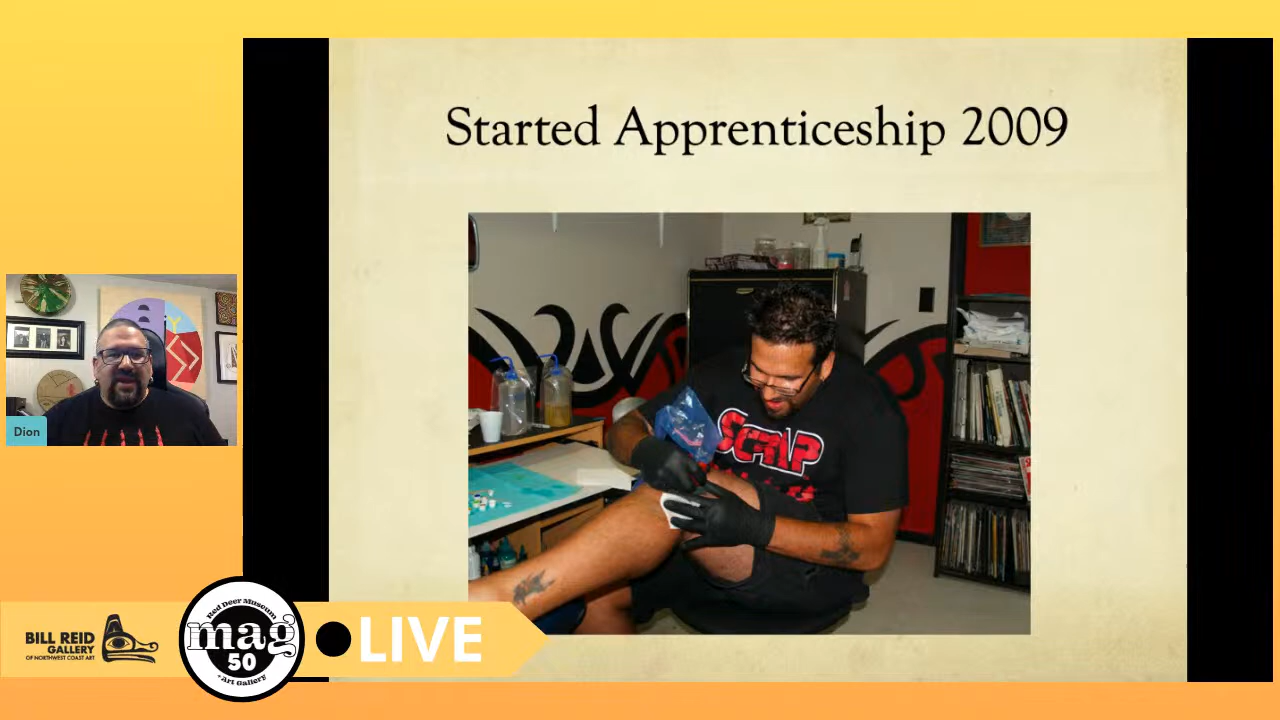 Started Apprenticeship 2009
SCRAP
Dion
BILL REID
GALLERY
OF NORTHWEST COAST ART
Red Deer Museum
mag
50
+ Art Gallery
LIVE